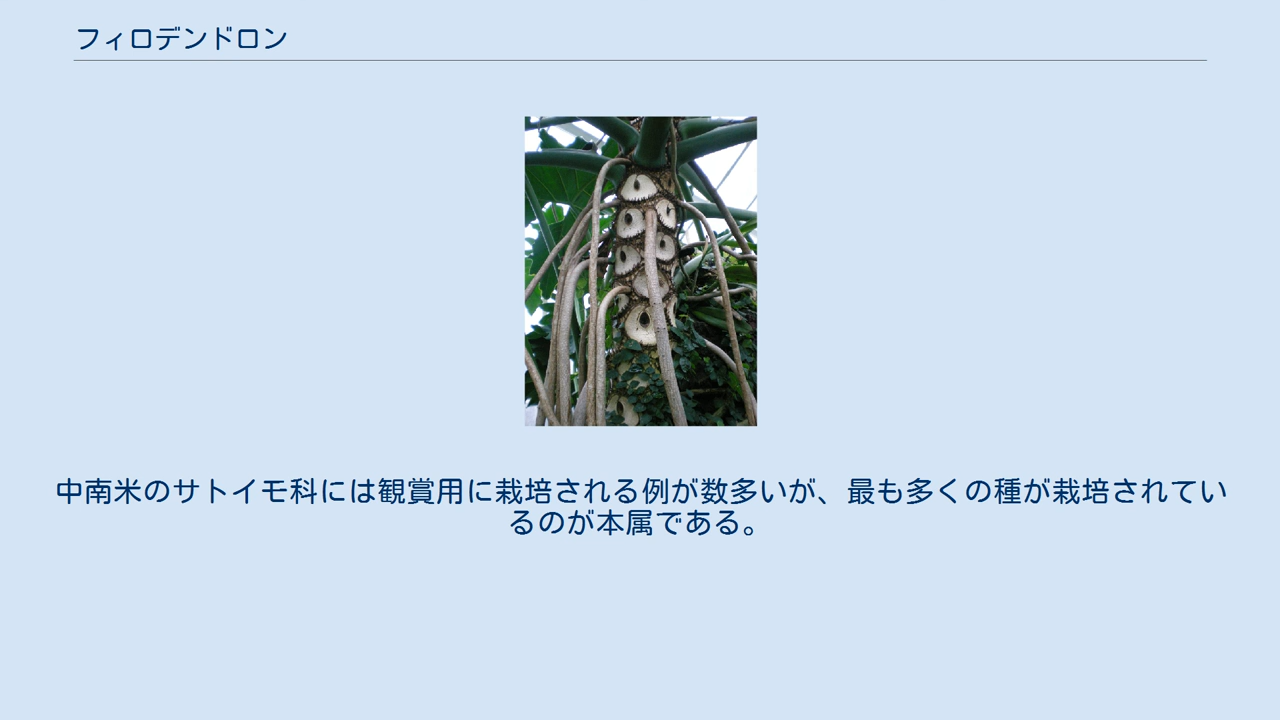 フィロデンドロン
中南米のサトイモ科には観賞用に栽培される例が数多いが、最も多くの種が栽培されてい
るのが本属である。